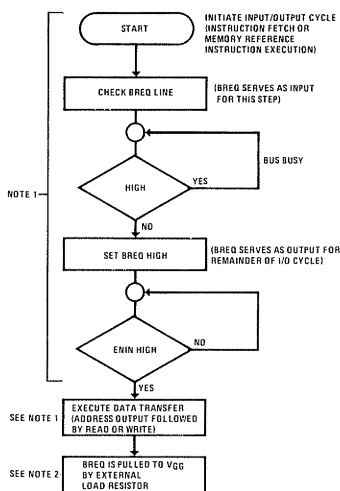 START
INITIATE INPUT/OUTPUT CYCLE
(INSTRUCTION FETCH OR
MEMORY REFERENCE
INSTRUCTION EXECUTION)
CHECK BREQ LINE
(BREQ SERVES AS INPUT
FOR THIS STEP)
BUS BUSY
HIGH
YES
NOTE 1
NO
SET BREQ HIGH
(BREQ SERVES AS OUTPUT FOR
REMAINDER OF I/O CYCLE)
ENIN HIGH
NO
YES
SEE NOTE 1
EXECUTE DATA TRANSFER
(ADDRESS OUTPUT FOLLOWED
BY READ OR WRITE)
SEE NOTE 2
BREQ IS PULLED TO VGG
BY EXTERNAL
LOAD RESISTOR